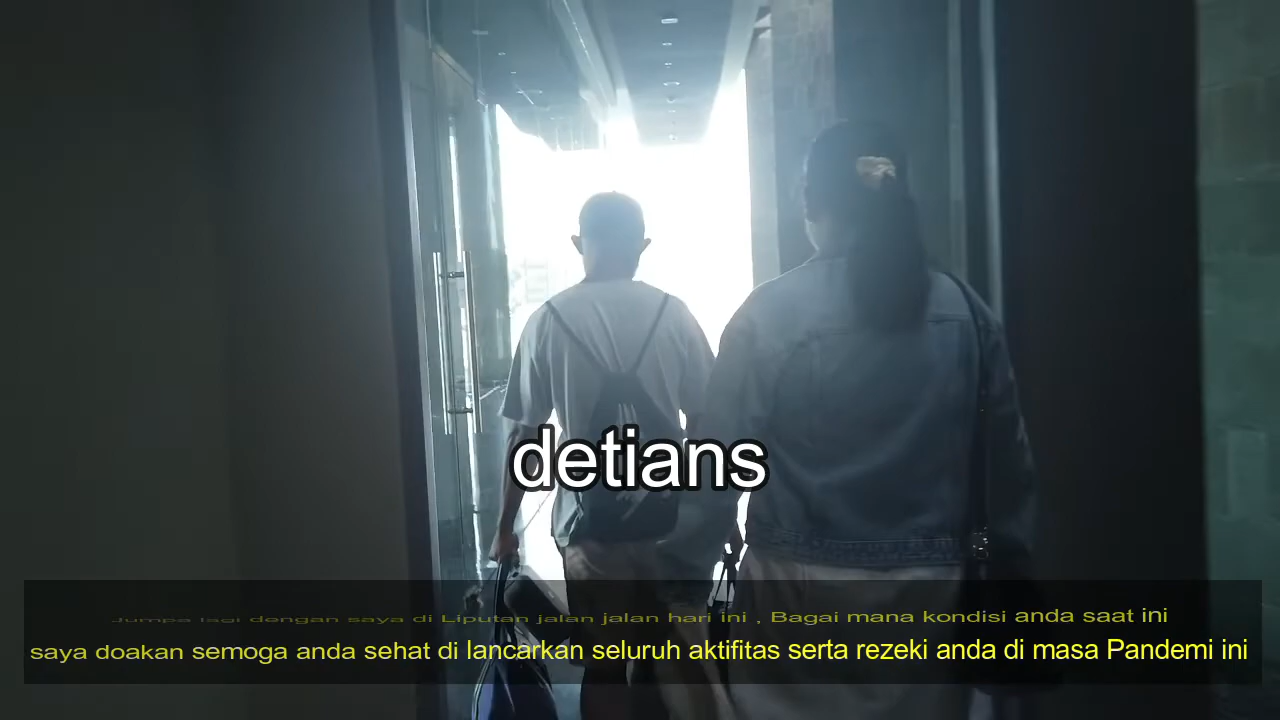 detians
Jumpa lagi dengan saya di Liputan jalan jalan hari ini , Bagai mana kondisi anda saat ini
saya doakan semoga anda sehat di lancarkan seluruh aktifitas serta rezeki anda di masa Pandemi ini